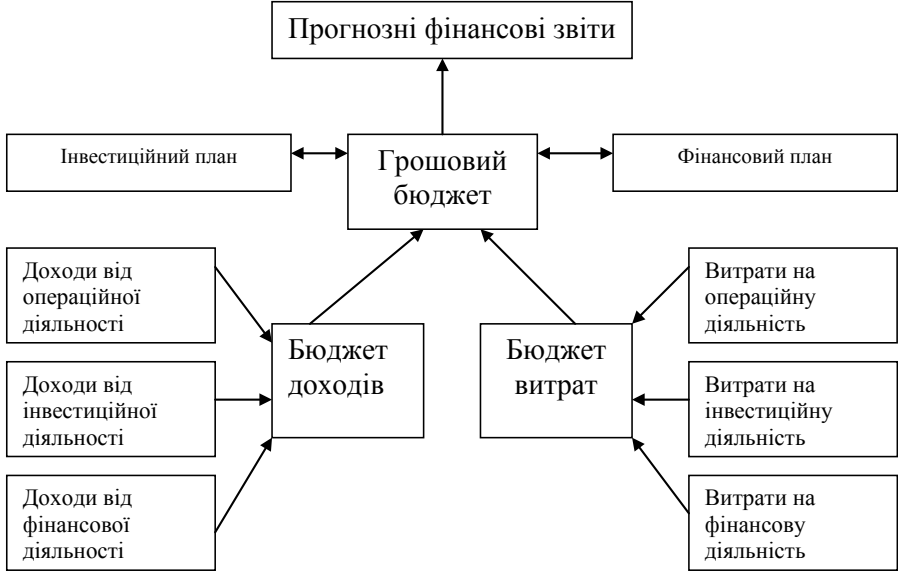 Прогнозні фінансові звіти
Інвестиційний план
Грошовий
бюджет
Фінансовий план
Доходи від
операційної
діяльності
Витрати на
операційну
діяльність
Бюджет
доходів
Бюджет
витрат
Доходи від
інвестиційної
діяльності
Витрати на
інвестиційну
діяльність
Доходи від
фінансової
діяльності
Витрати на
фінансову
діяльність